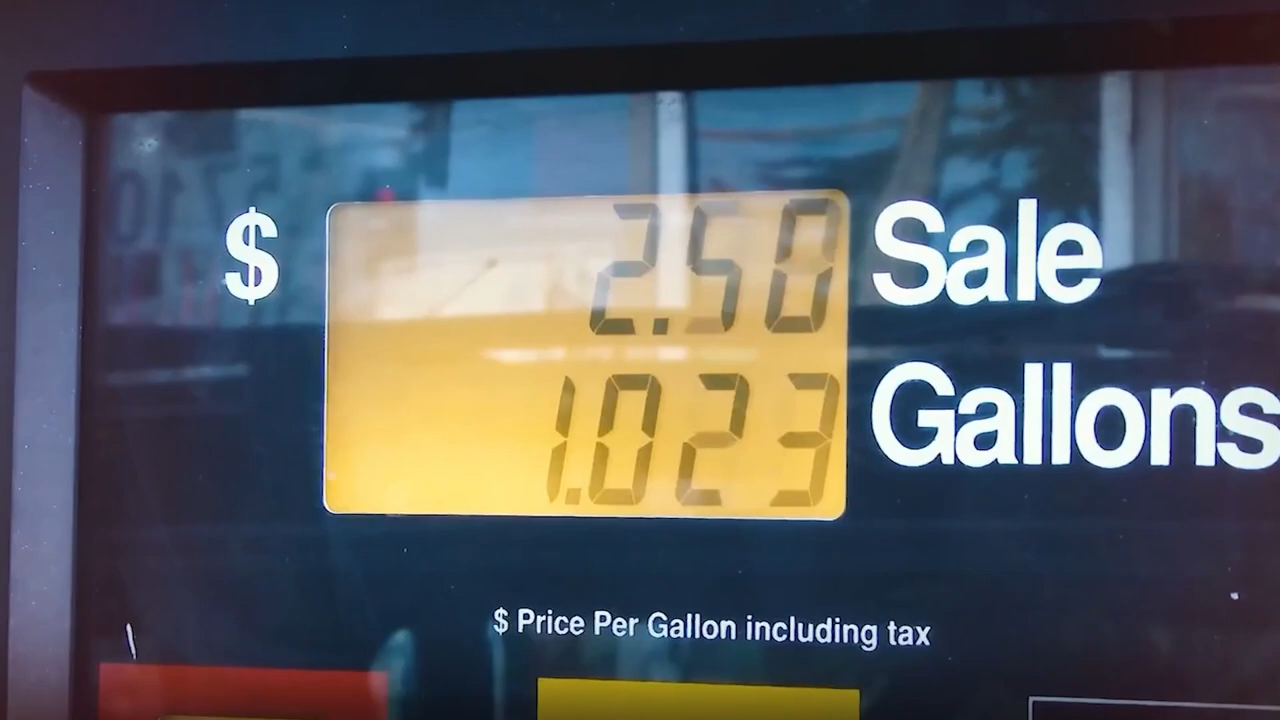 $ 2.50 Sale
1.023 Gallons
$ Price Per Gallon including tax